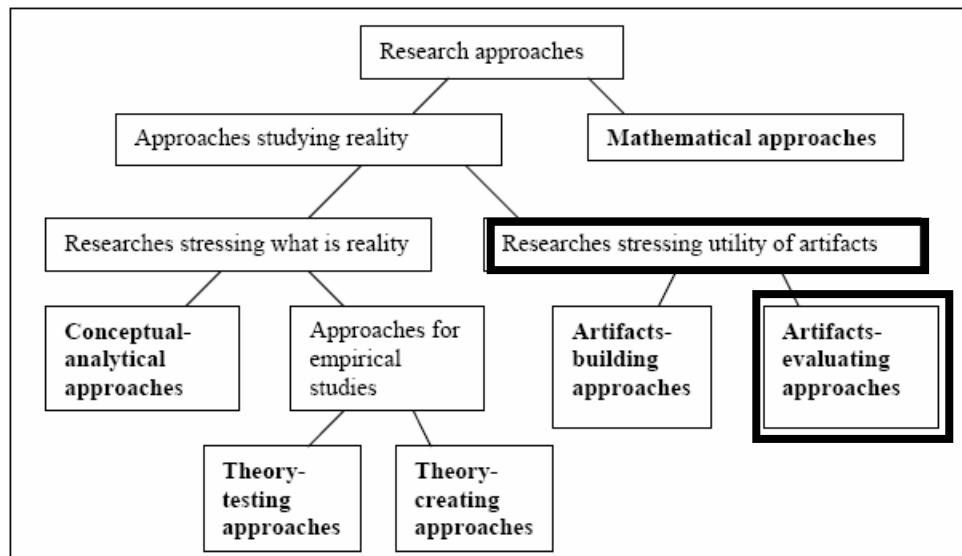 Research approaches
Approaches studying reality
Mathematical approaches
Researches stressing what is reality
Researches stressing utility of artifacts
Conceptual-
analytical
approaches
Approaches for
empirical
studies
Artifacts-
building
approaches
Artifacts-
evaluating
approaches
Theory-
testing
approaches
Theory-
creating
approaches